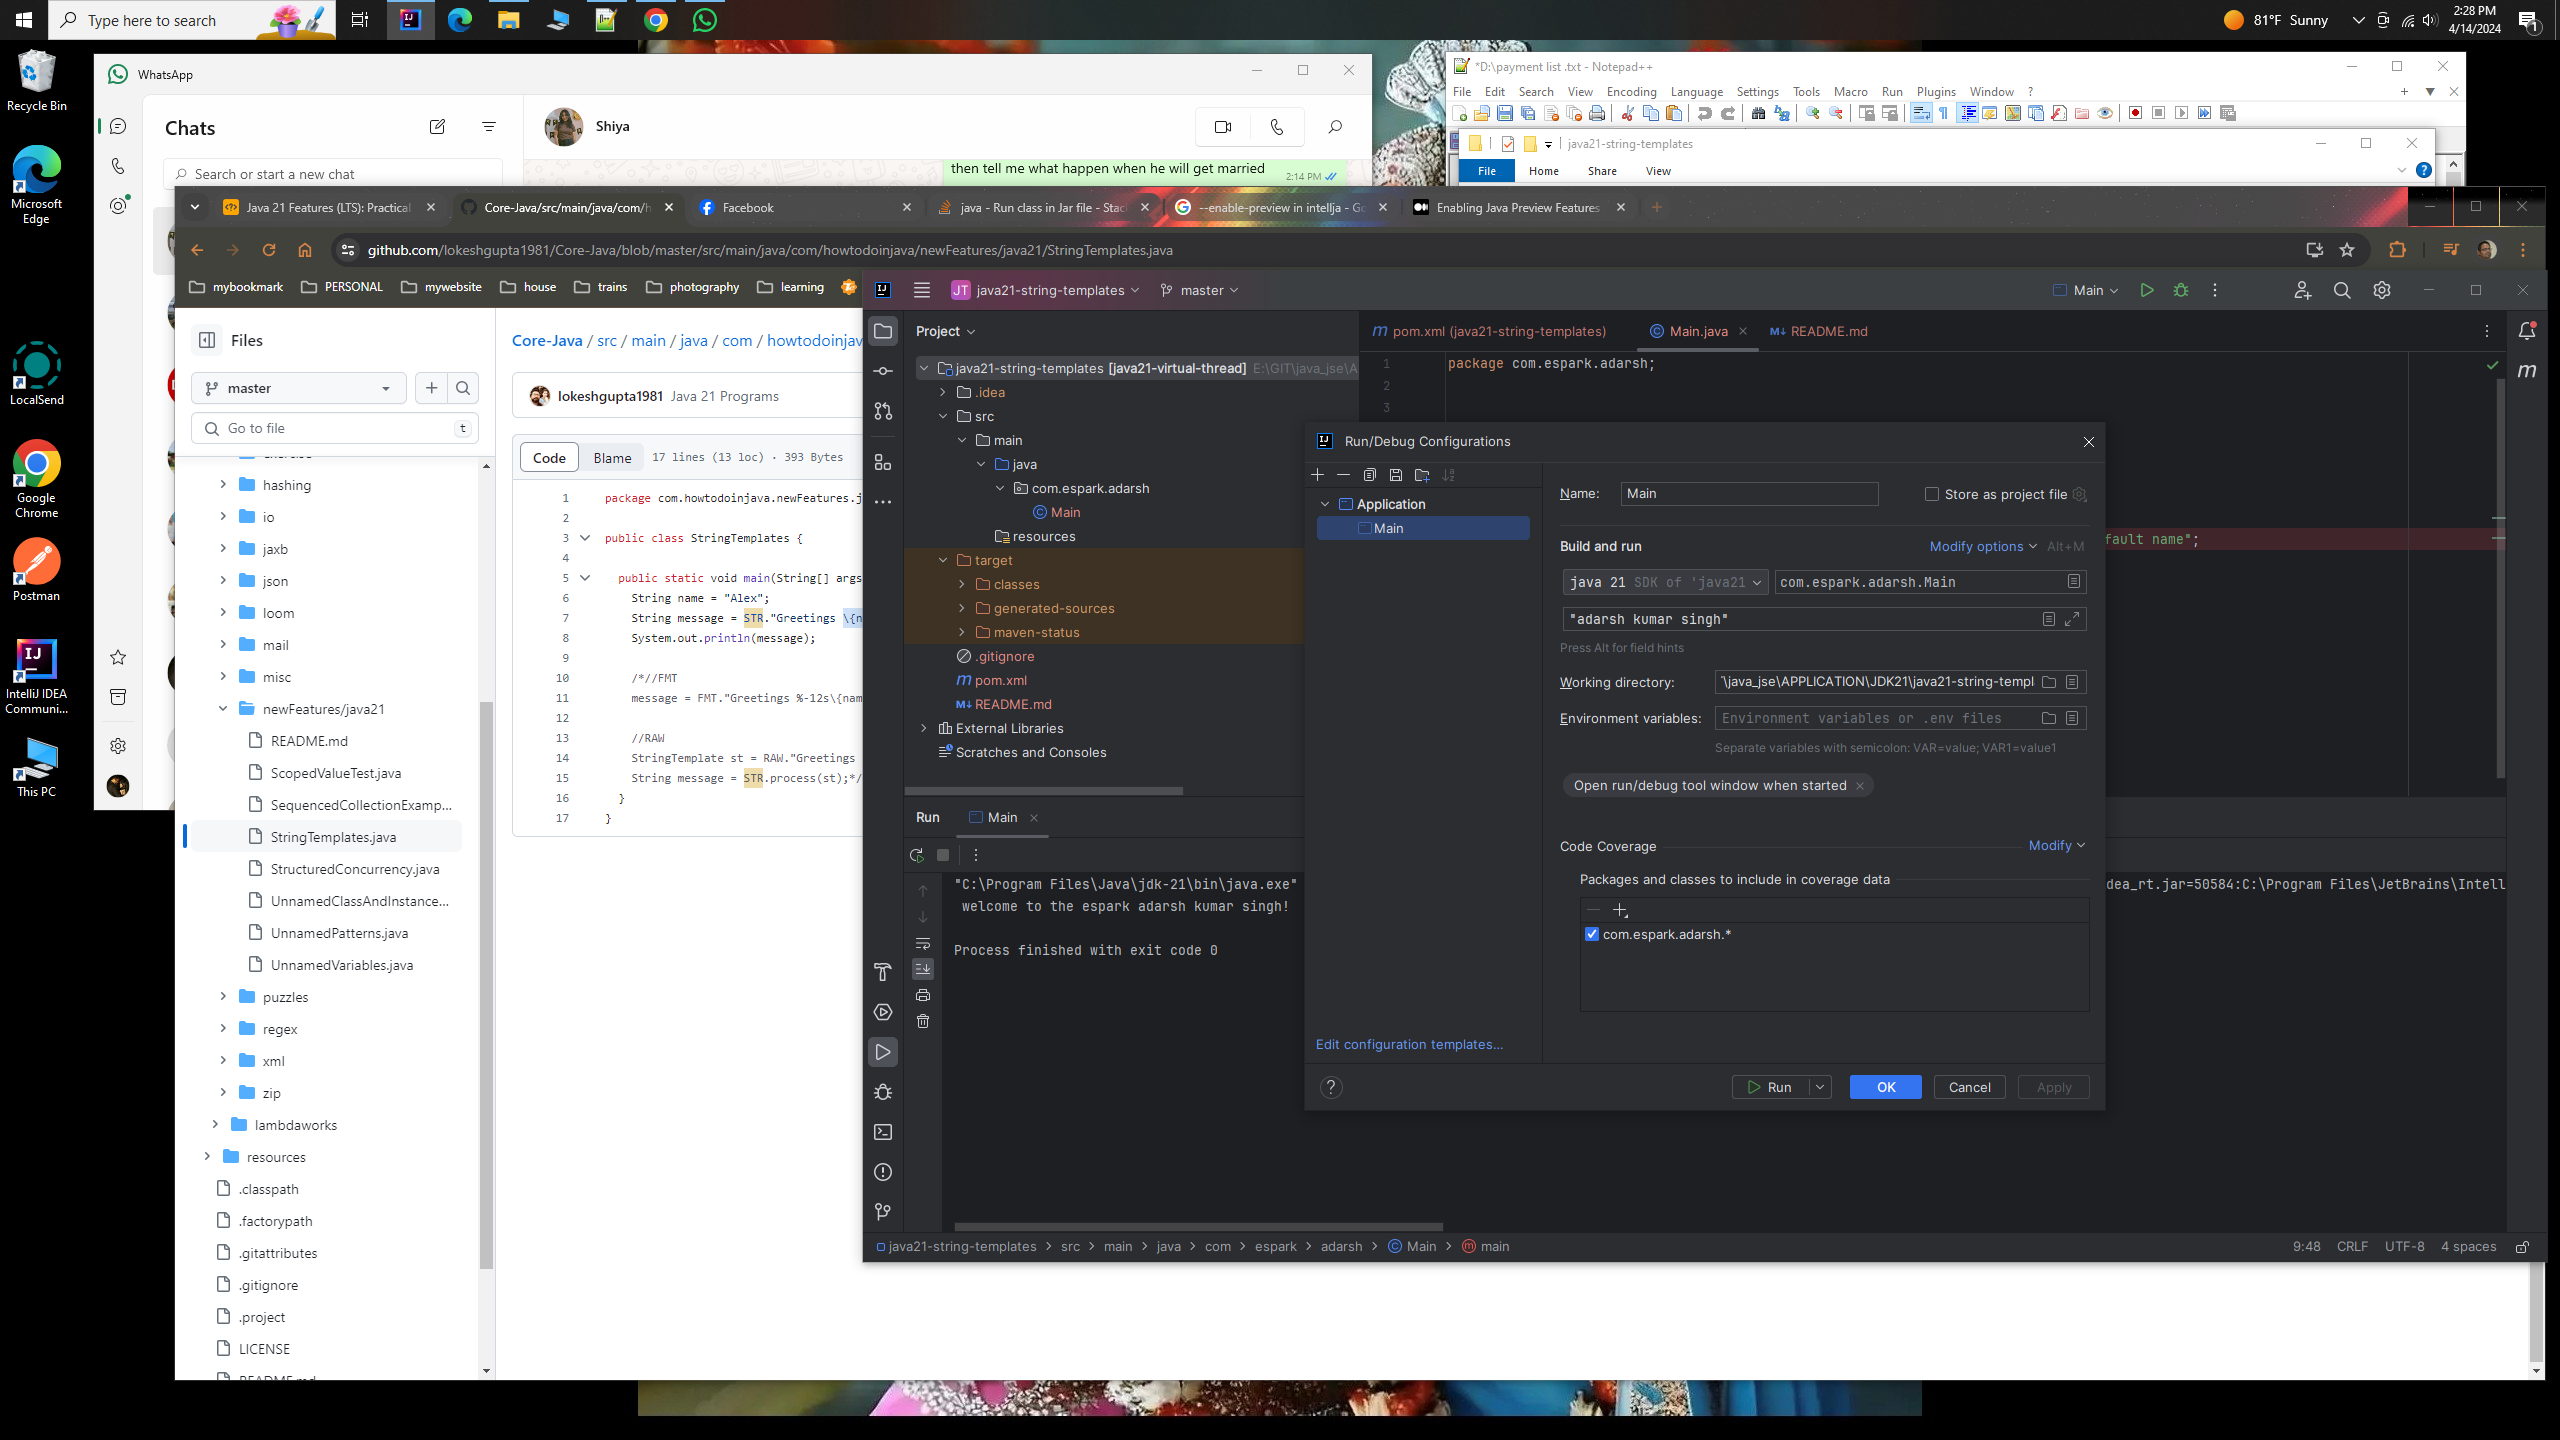 Type here to search
81°F Sunny
2:28 PM
4/14/2024
1
Recycle Bin
Microsoft
Edge
LocalSend
Google
Chrome
Postman
IntelliJ IDEA
Communi...
This PC
WhatsApp
Chats
Search or start a new chat
Shiya
then tell me what happen when he will get married
2:14 PM
*D:\payment list .txt - Notepad++
File Edit Search View Encoding Language Settings Tools Macro Run Plugins Window ?
java21-string-templates
File Home Share View
Java 21 Features (LTS): Practical
Core-Java/src/main/java/com/h
Facebook
java - Run class in Jar file - Stac
--enable-preview in intellja - Go
Enabling Java Preview Features
github.com/lokeshgupta1981/Core-Java/blob/master/src/main/java/com/howtodoinjava/newFeatures/java21/StringTemplates.java
mybookmark PERSONAL mywebsite house trains photography learning
Files
master
Go to file
t
hashing
io
jaxb
json
loom
mail
misc
newFeatures/java21
README.md
ScopedValueTest.java
SequencedCollectionExamp...
StringTemplates.java
StructuredConcurrency.java
UnnamedClassAndInstance...
UnnamedPatterns.java
UnnamedVariables.java
puzzles
regex
xml
zip
lambdaworks
resources
.classpath
.factorypath
.gitattributes
.gitignore
.project
LICENSE
README.md
Core-Java / src / main / java / com / howtodoinjav
lokeshgupta1981 Java 21 Programs
Code Blame 17 lines (13 loc) · 393 Bytes
1 package com.howtodoinjava.newFeatures.j
2
3 public class StringTemplates {
4
5 public static void main(String[] args
6 String name = "Alex";
7 String message = STR."Greetings \{n
8 System.out.println(message);
9
10 /*//FMT
11 message = FMT."Greetings %-12s\{nam
12
13 //RAW
14 StringTemplate st = RAW."Greetings
15 String message = STR.process(st);*/
16 }
17 }
JT java21-string-templates master
Main
Project
java21-string-templates [java21-virtual-thread] E:\GIT\java_jse\A
.idea
src
main
java
com.espark.adarsh
Main
resources
target
classes
generated-sources
maven-status
.gitignore
pom.xml
README.md
External Libraries
Scratches and Consoles
pom.xml (java21-string-templates)
Main.java
README.md
1 package com.espark.adarsh;
2
3
fault name";
Run/Debug Configurations
Application
Main
Edit configuration templates...
Name: Main
Store as project file
Build and run
Modify options Alt+M
java 21 SDK of 'java21
com.espark.adarsh.Main
"adarsh kumar singh"
Press Alt for field hints
Working directory: \java_jse\APPLICATION\JDK21\java21-string-templ
Environment variables: Environment variables or .env files
Separate variables with semicolon: VAR=value; VAR1=value1
Open run/debug tool window when started
Code Coverage
Modify
Packages and classes to include in coverage data
com.espark.adarsh.*
?
Run OK Cancel Apply
Run Main
"C:\Program Files\Java\jdk-21\bin\java.exe"
dea_rt.jar=50584:C:\Program Files\JetBrains\Intell
welcome to the espark adarsh kumar singh!
Process finished with exit code 0
java21-string-templates > src > main > java > com > espark > adarsh > Main > main
9:48 CRLF UTF-8 4 spaces